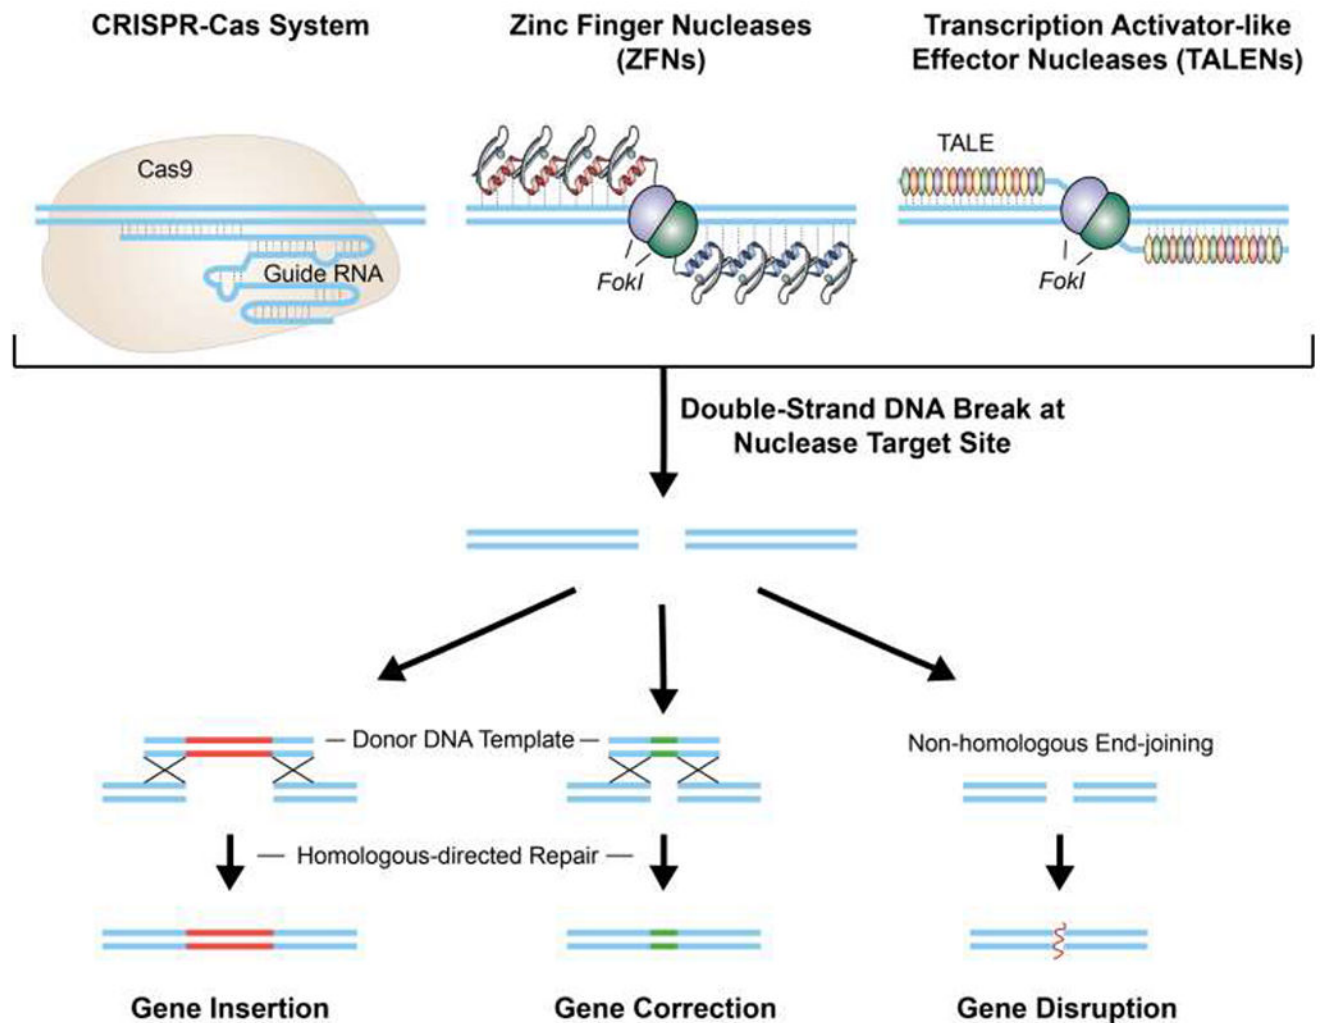 CRISPR-Cas System
Zinc Finger Nucleases
(ZFNs)
Transcription Activator-like
Effector Nucleases (TALENs)
Cas9
Guide RNA
FokI
TALE
FokI
Double-Strand DNA Break at
Nuclease Target Site
Donor DNA Template
Non-homologous End-joining
Homologous-directed Repair
Gene Insertion
Gene Correction
Gene Disruption